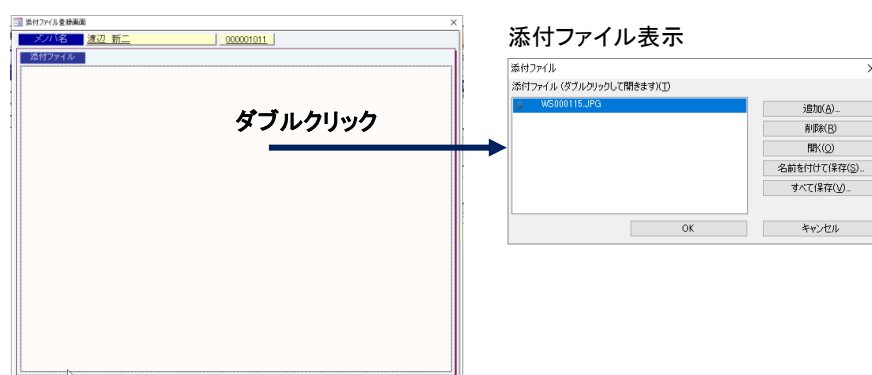 添付ファイル登録画面
メンバ名 渡辺 新二 000001011
添付ファイル
ダブルクリック
添付ファイル表示
添付ファイル
添付ファイル (ダブルクリックして開きます)(T)
WS000115.JPG
追加(A)...
削除(R)
開く(O)
名前を付けて保存(S)...
すべて保存(V)...
OK
キャンセル